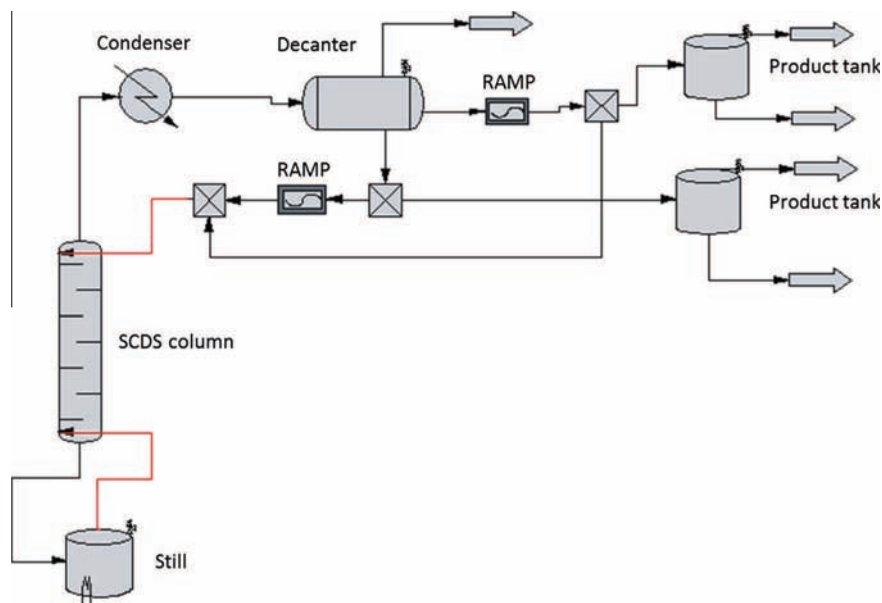 Condenser
Decanter
RAMP
Product tank
RAMP
Product tank
SCDS column
Still